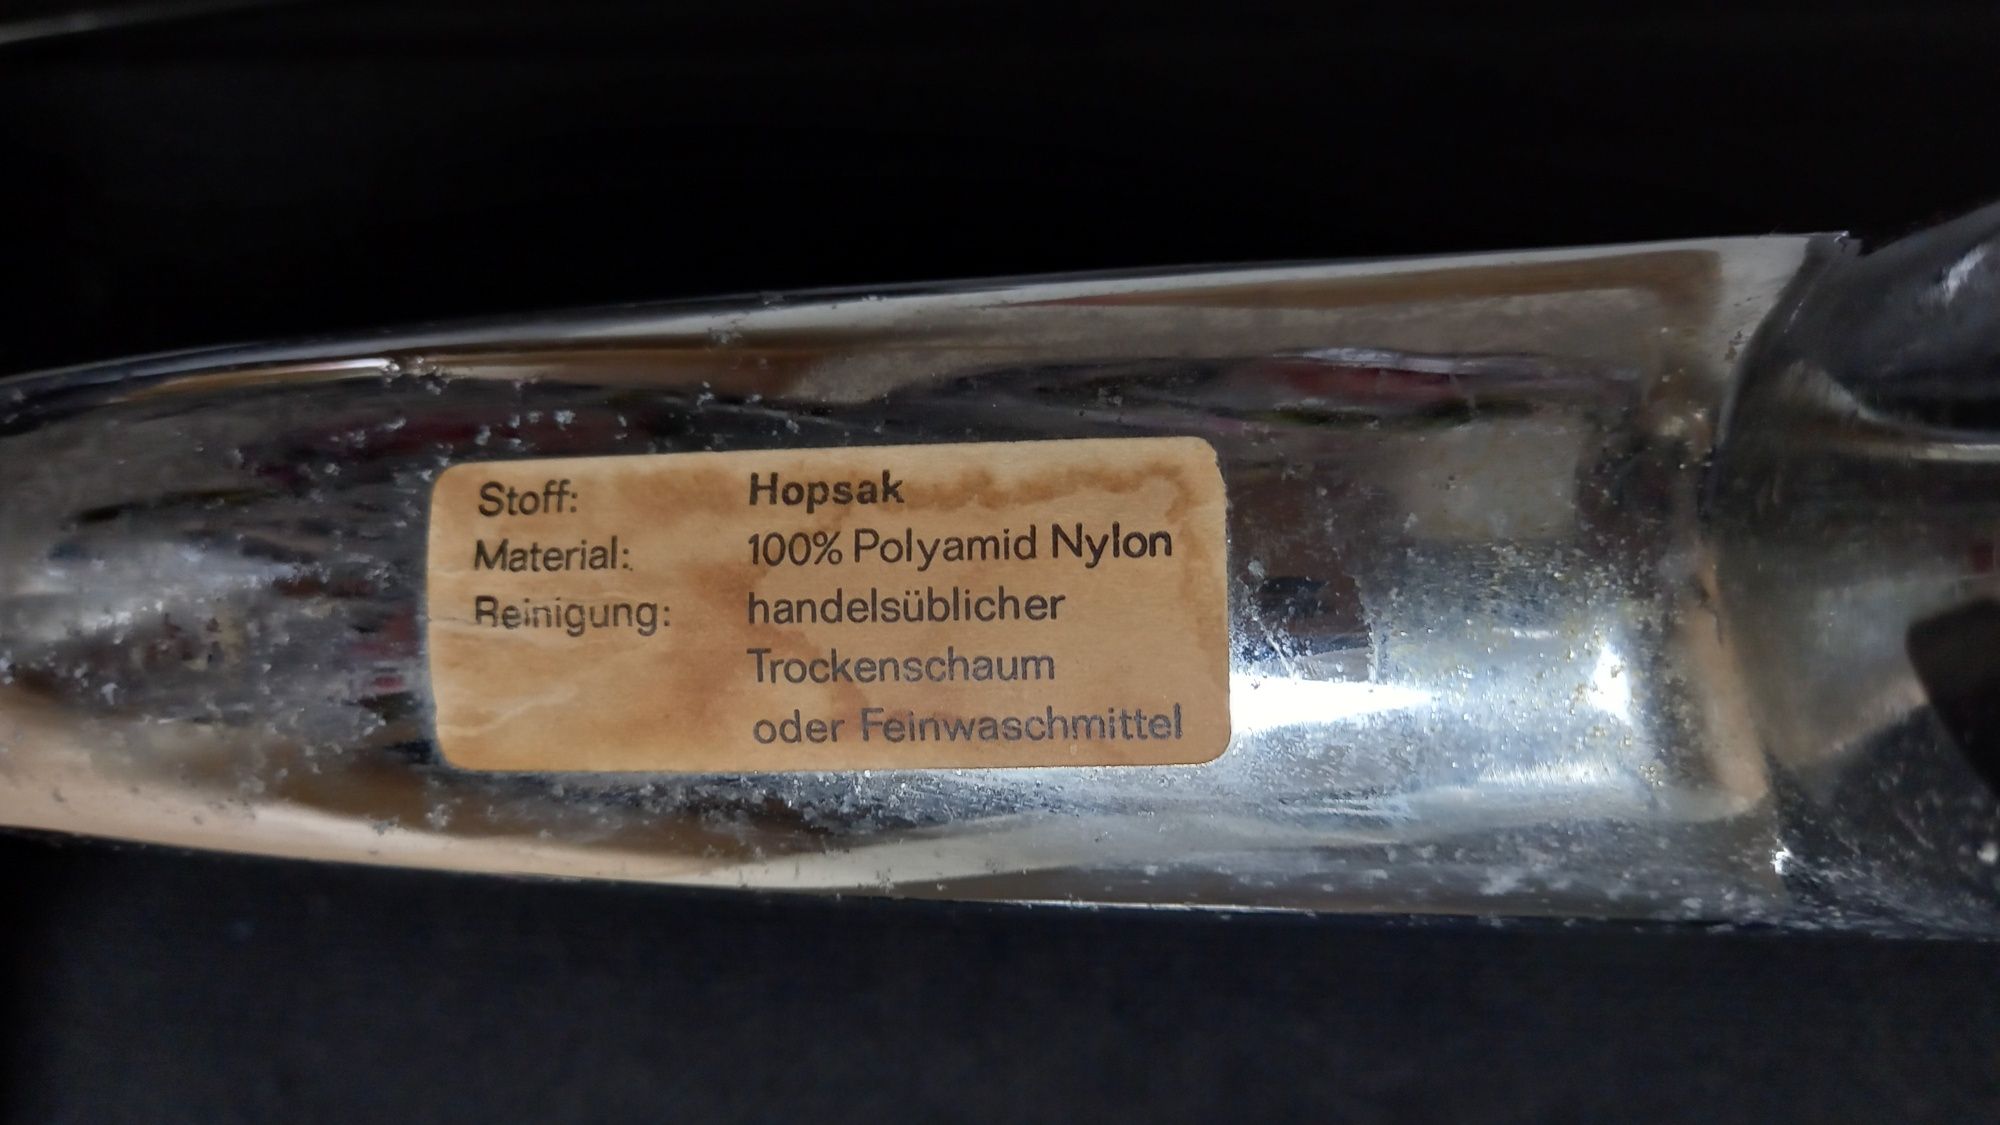 Stoff: Hopsak
Material: 100% Polyamid Nylon
Reinigung: handelsüblicher
Trockenschaum
oder Feinwaschmittel